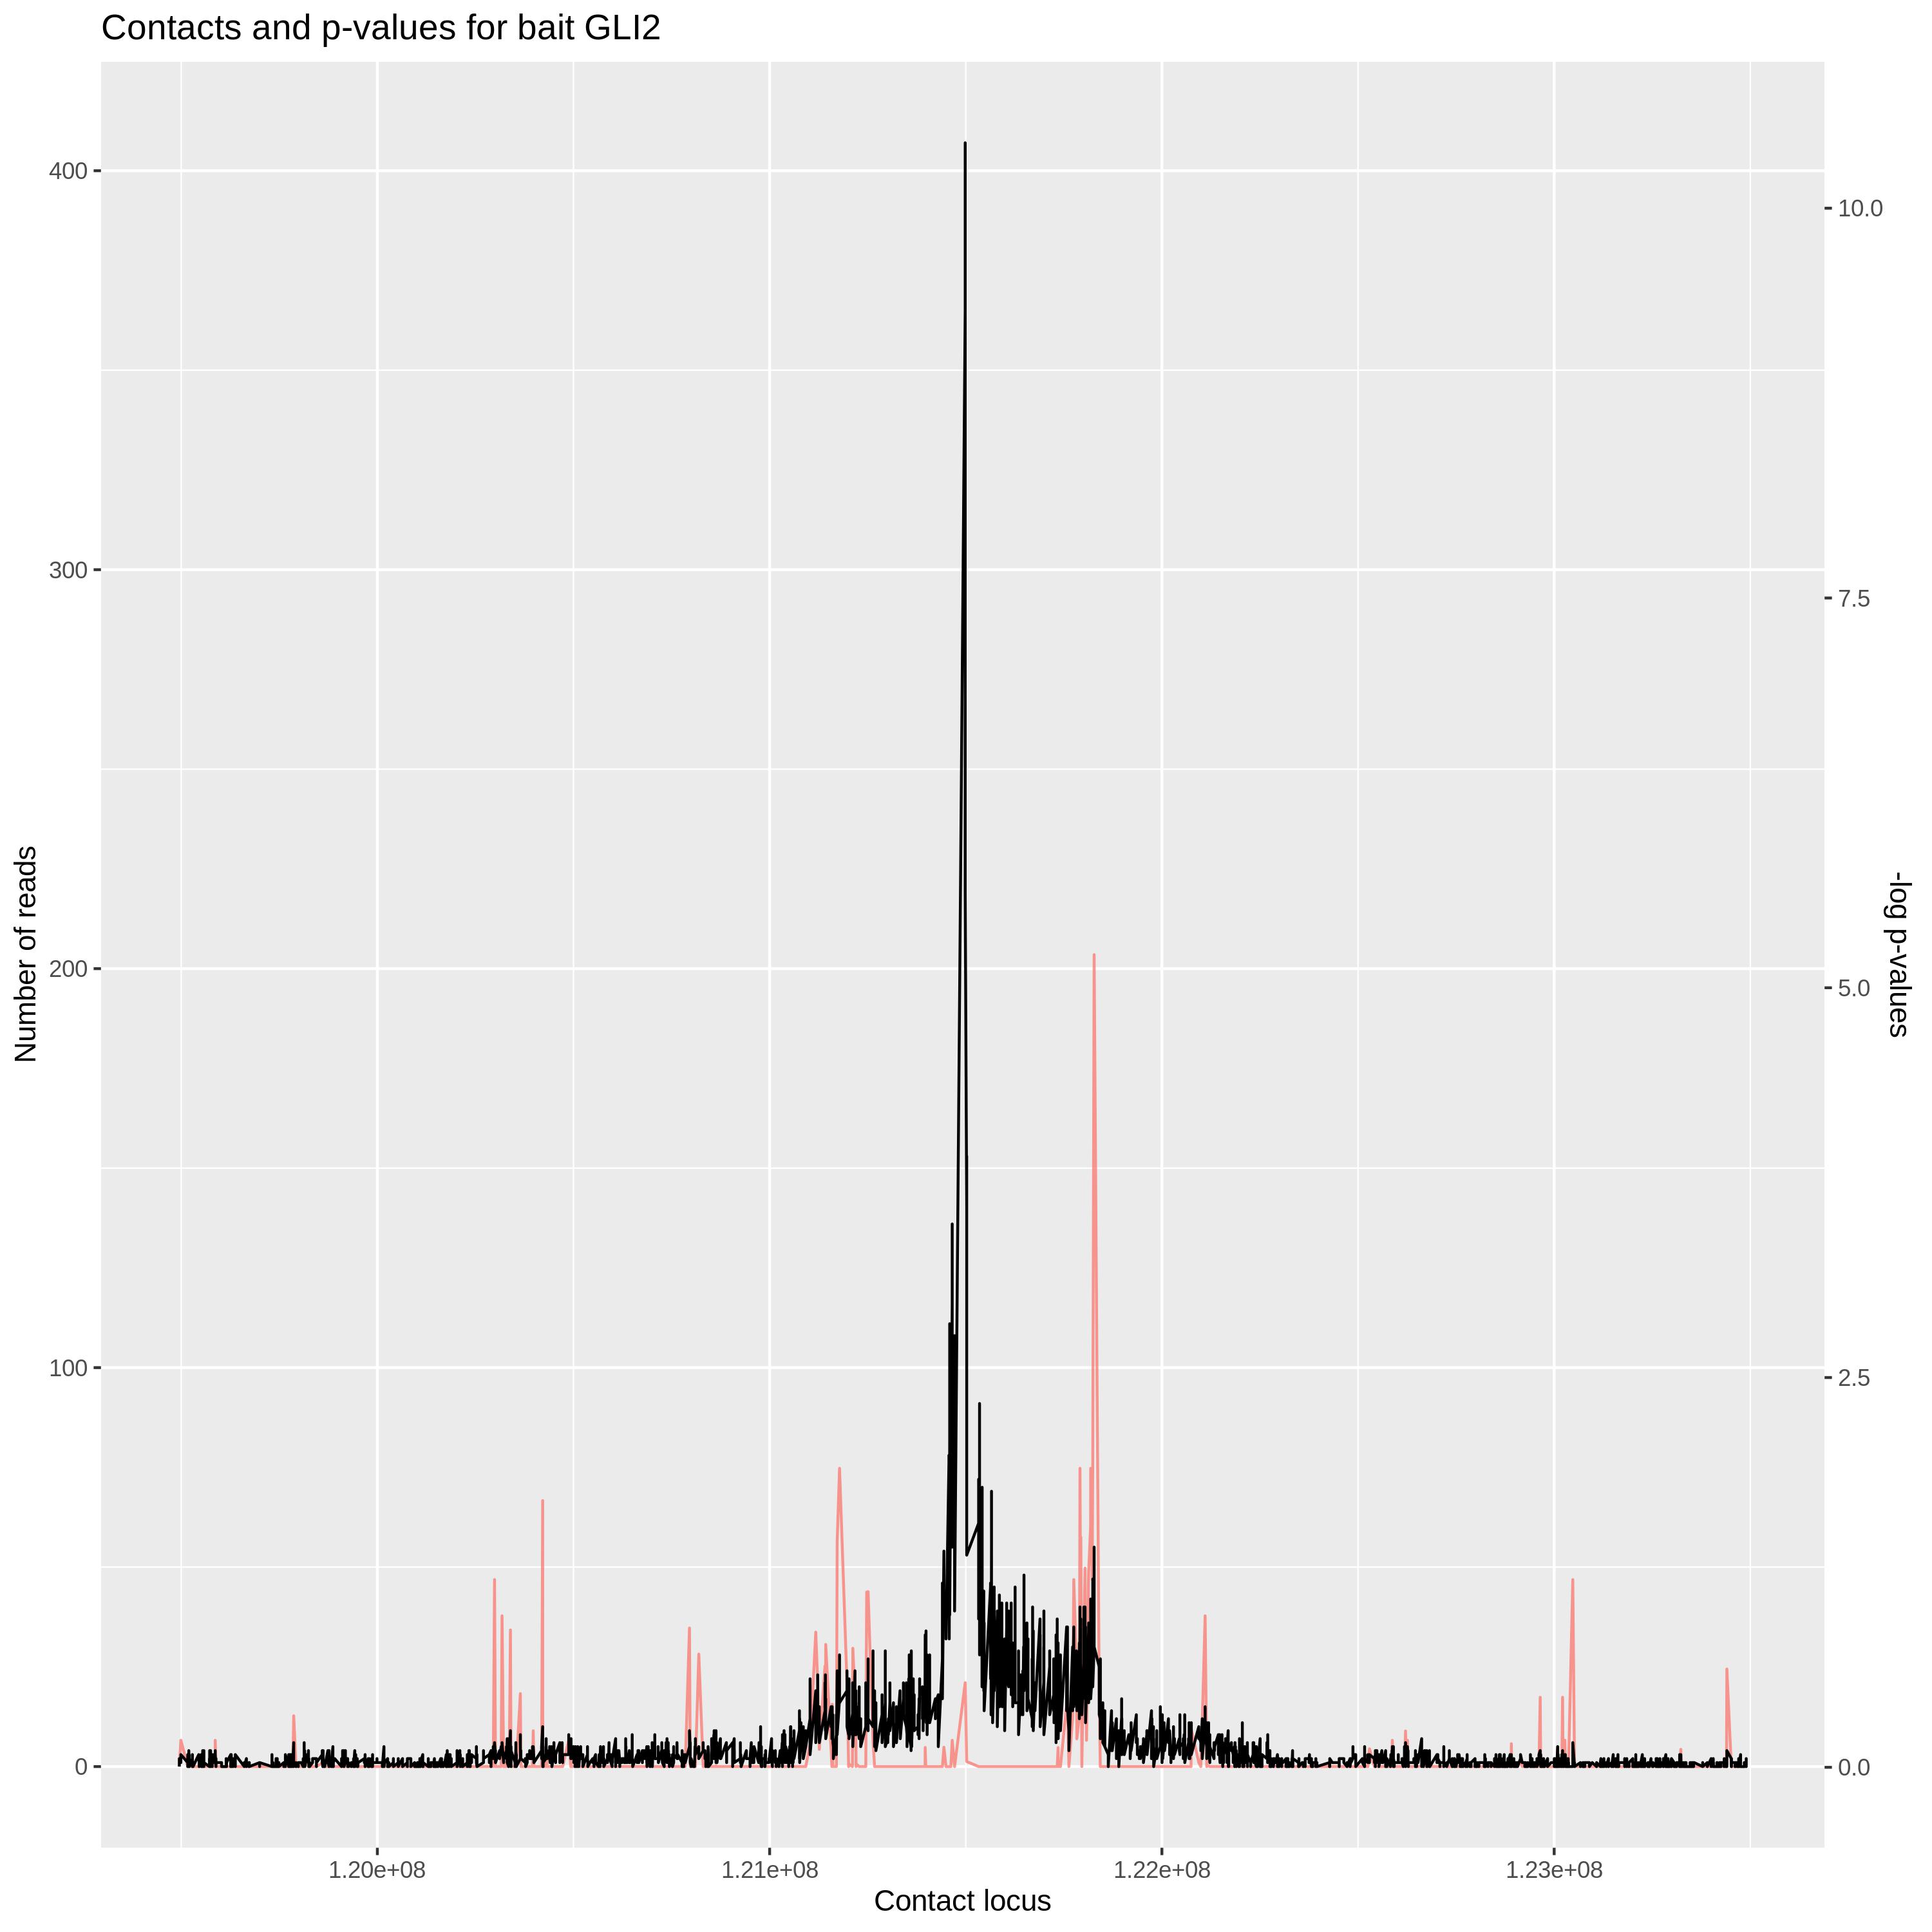 Contacts and p-values for bait GLI2
400
300
200
100
0
Number of reads
10.0
7.5
5.0
2.5
0.0
-log p-values
1.20e+08
1.21e+08
1.22e+08
1.23e+08
Contact locus